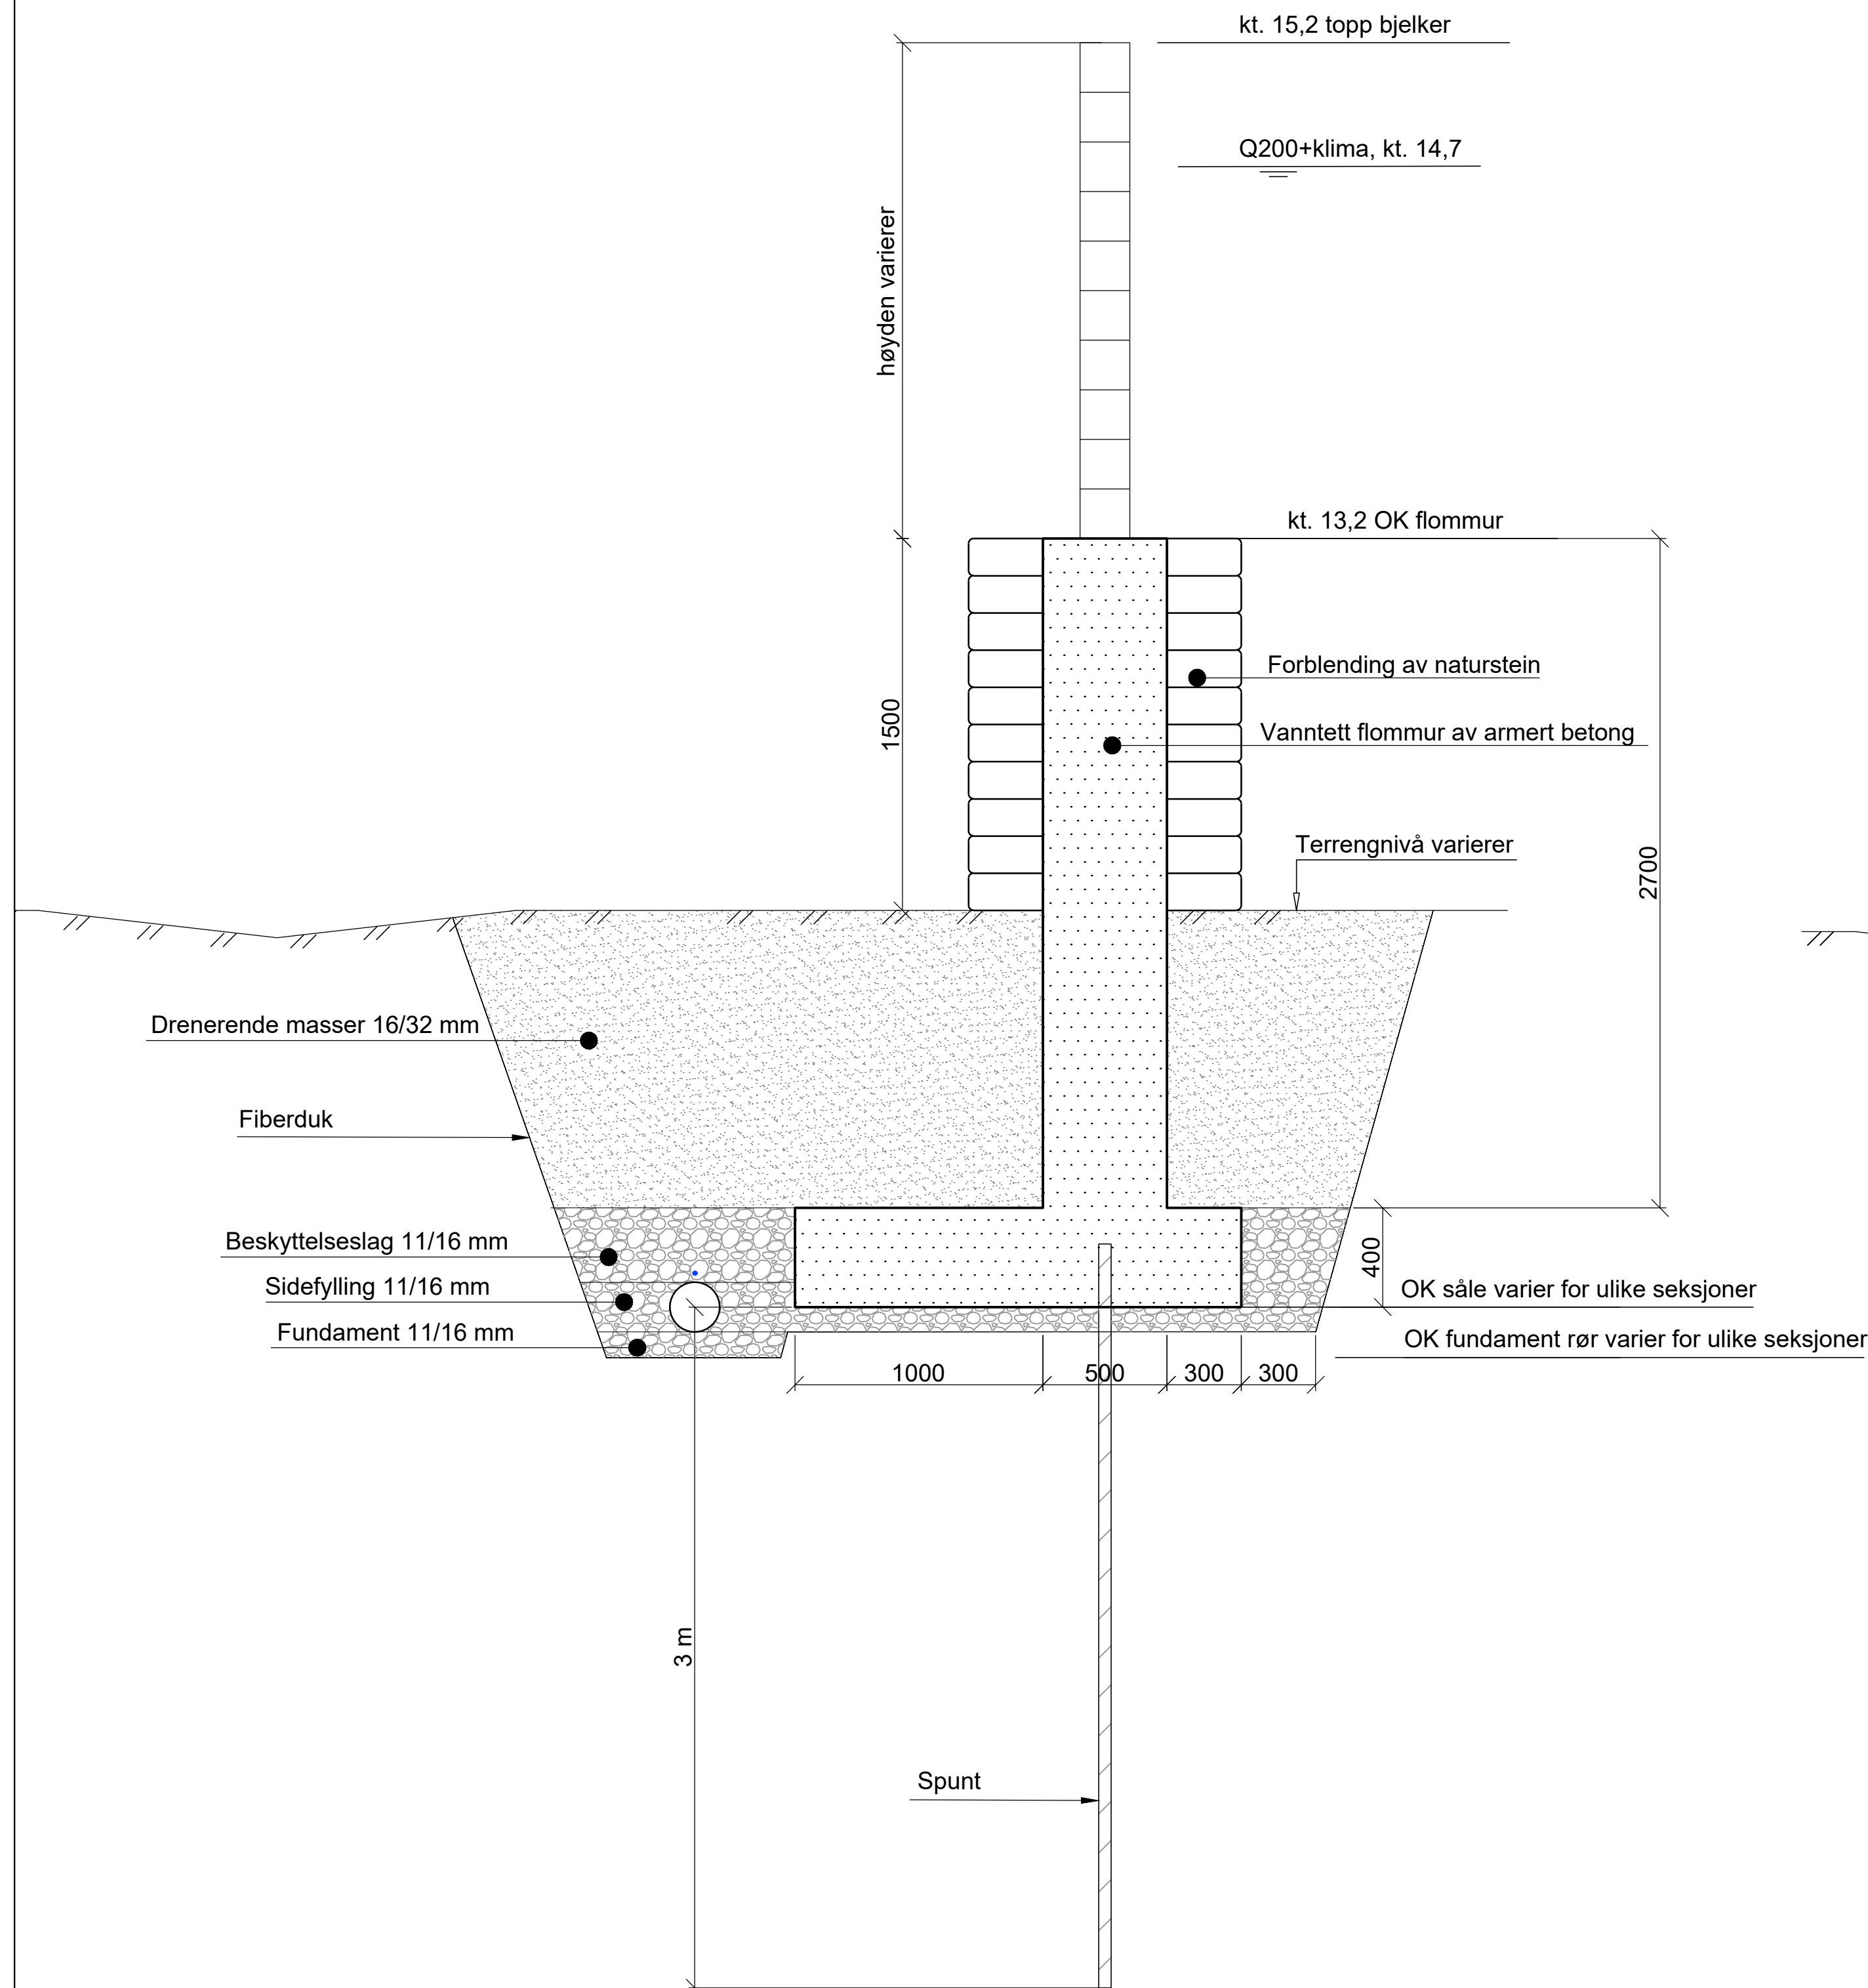 kt. 15,2 topp bjelker
Q200+klima, kt. 14,7
høyden varierer
kt. 13,2 OK flommur
Forblending av naturstein
1500
Vanntett flommur av armert betong
Terrengnivå varierer
2700
Drenerende masser 16/32 mm
Fiberduk
Beskyttelseslag 11/16 mm
400
Sidefylling 11/16 mm
OK såle varier for ulike seksjoner
Fundament 11/16 mm
OK fundament rør varier for ulike seksjoner
1000
500
300
300
3 m
Spunt